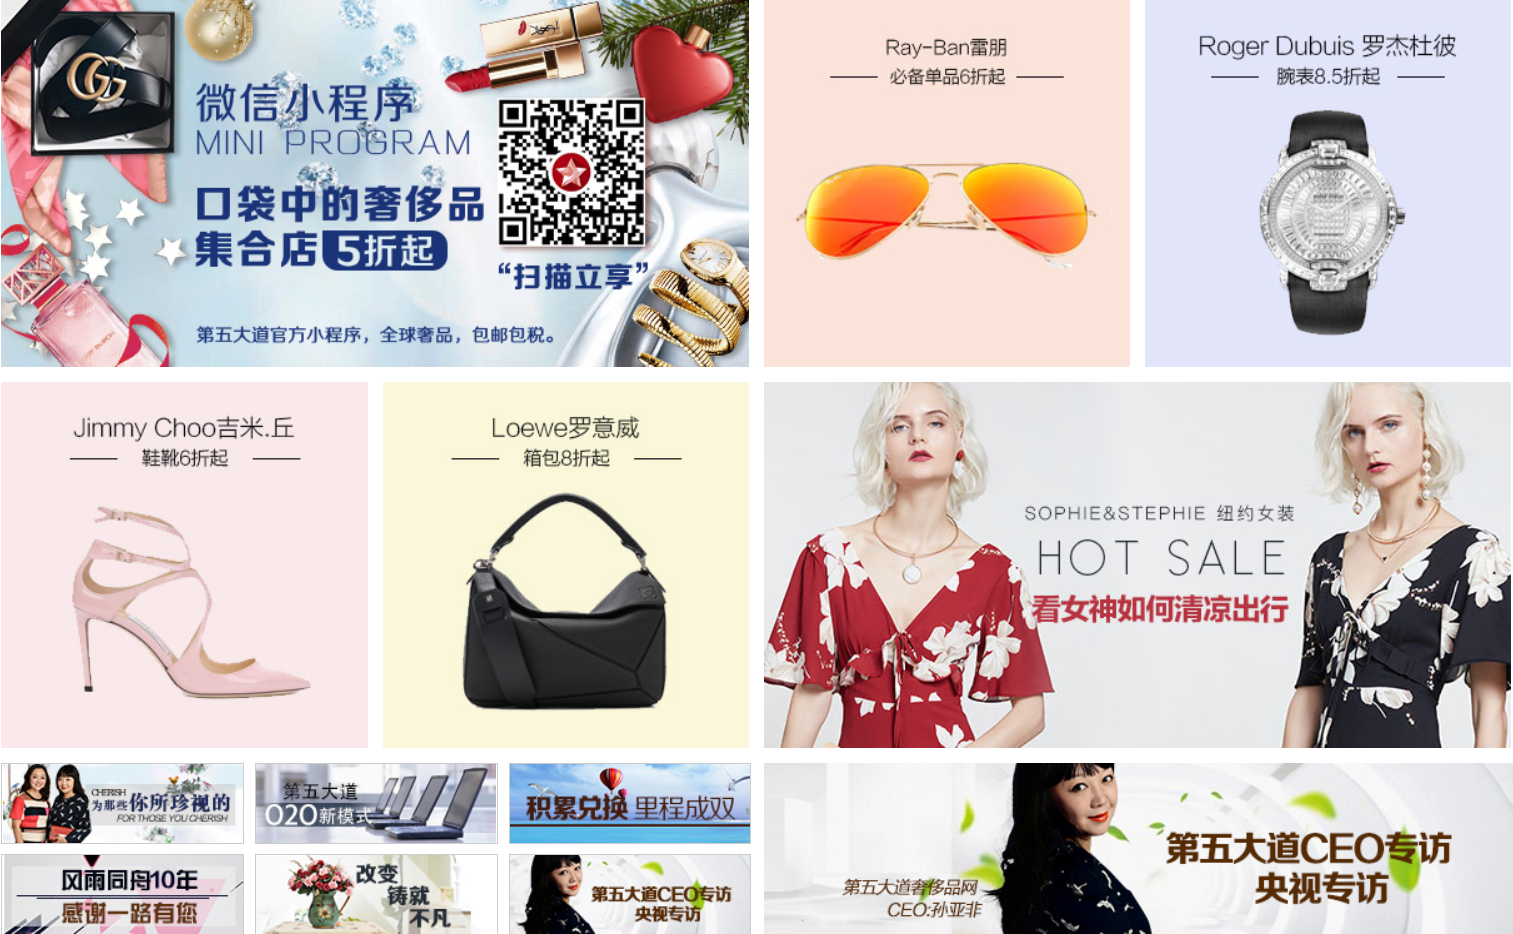 微信小程序
MINI PROGRAM
口袋中的奢侈品
集合店5折起
“扫描立享”
第五大道官方小程序，全球奢品，包邮包税。
Ray-Ban雷朋
必备单品6折起
Roger Dubuis 罗杰杜彼
腕表8.5折起
Jimmy Choo吉米.丘
鞋靴6折起
Loewe罗意威
箱包8折起
SOPHIE&STEPHIE 纽约女装
HOT SALE
看女神如何清凉出行
CHERISH
为那些你所珍视的
FOR THOSE YOU CHERISH
第五大道
O2O新模式
积累兑换 里程成双
风雨同舟10年
感谢一路有您
改变
铸就
不凡
第五大道CEO专访
央视专访
第五大道奢侈品网
CEO:孙亚非
第五大道CEO专访
央视专访